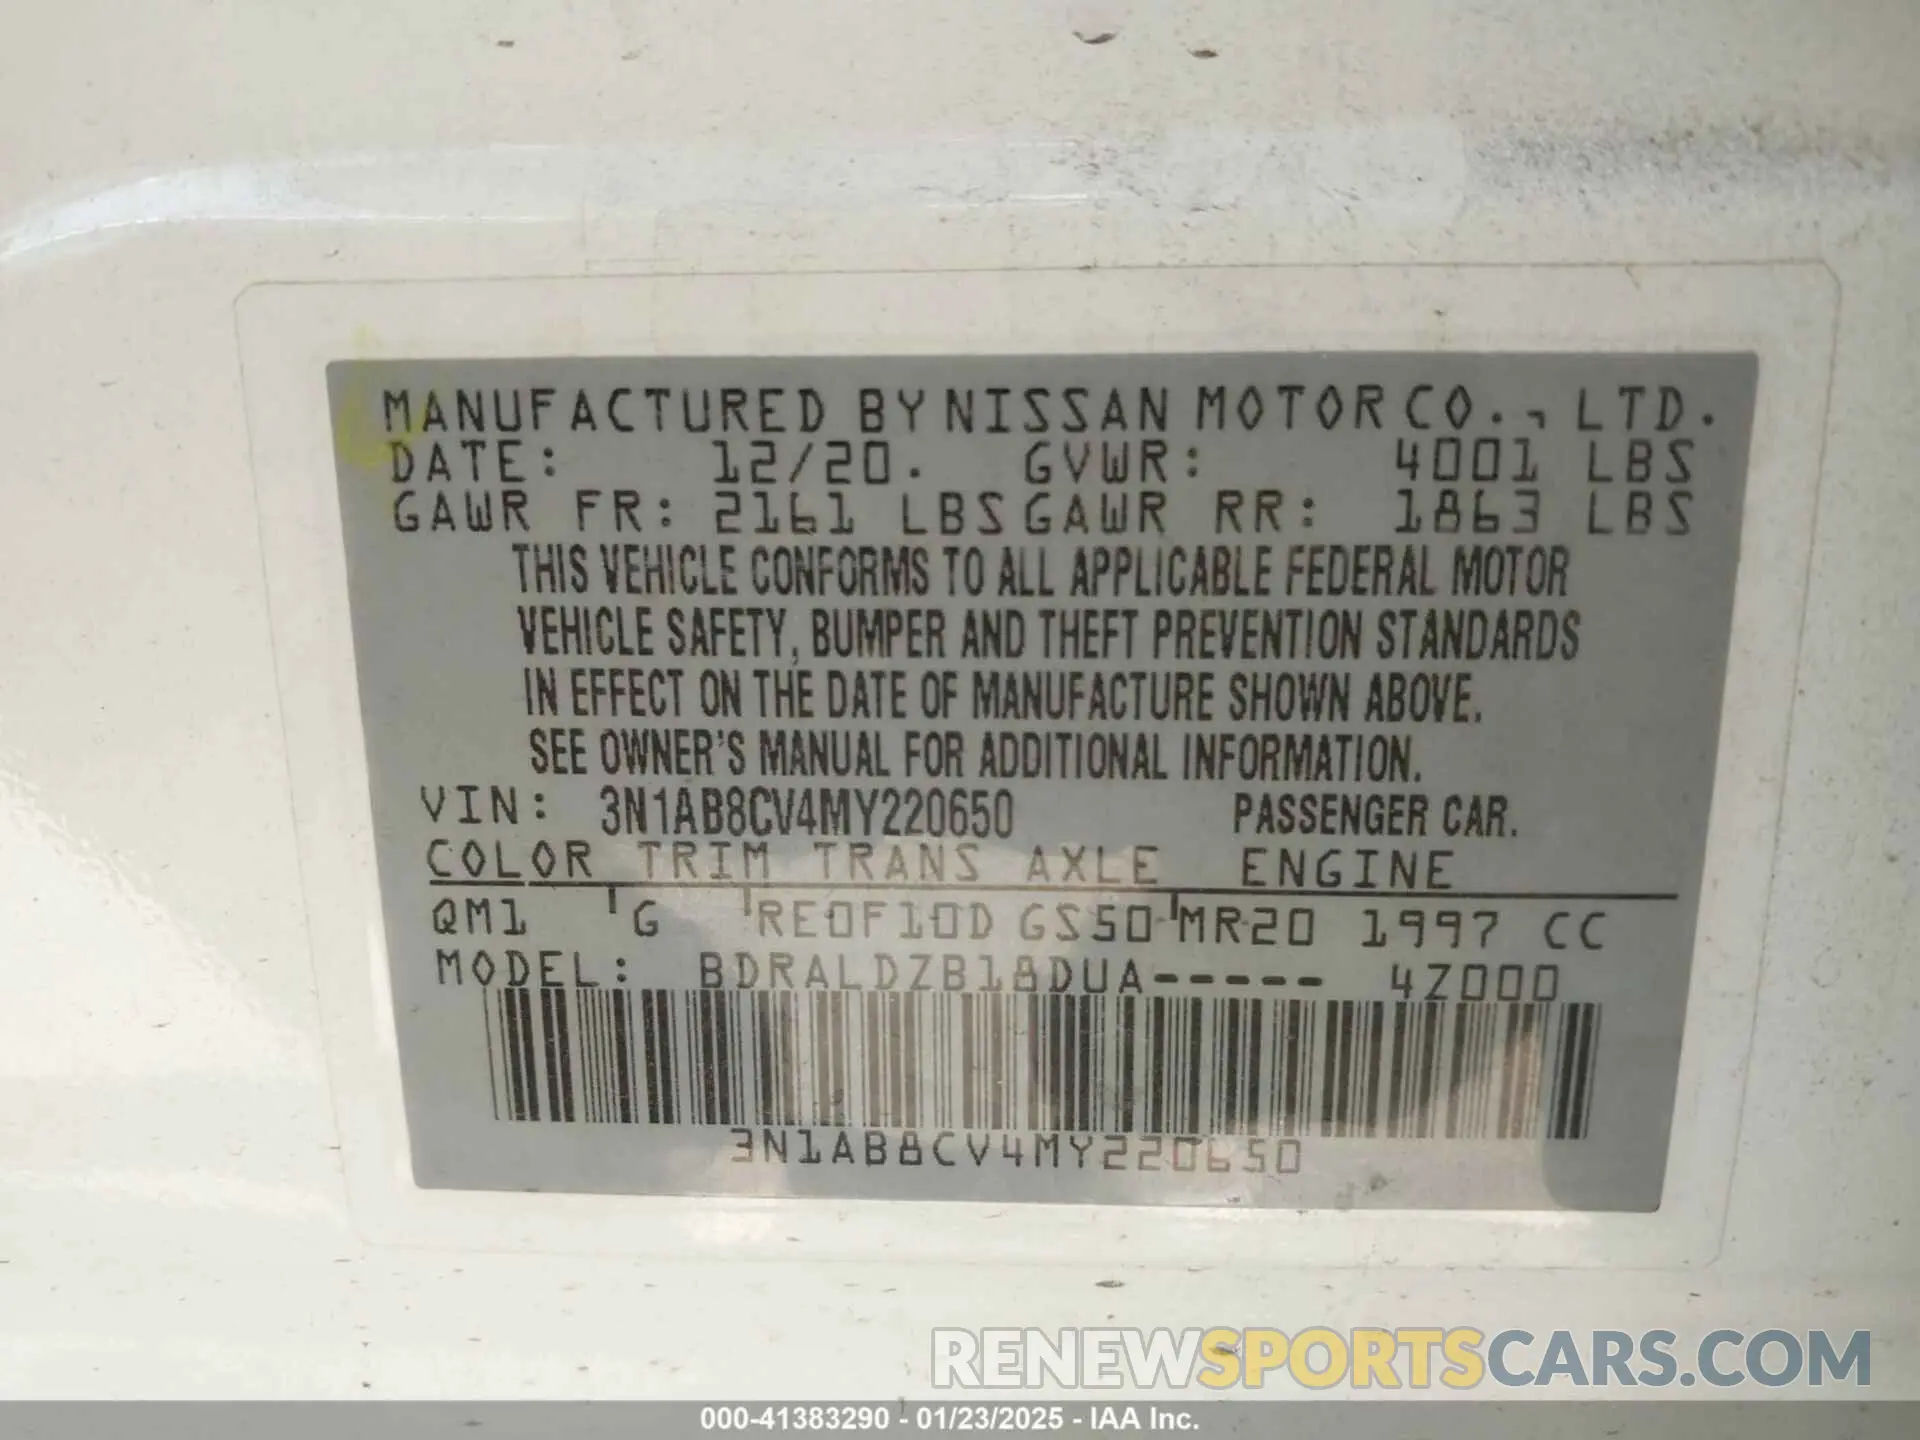 MANUFACTURED BY NISSAN MOTOR CO., LTD.
DATE: 12/20. GVWR: 4001 LBS
GAWR FR: 2161 LBS GAWR RR: 1863 LBS
THIS VEHICLE CONFORMS TO ALL APPLICABLE FEDERAL MOTOR
VEHICLE SAFETY, BUMPER AND THEFT PREVENTION STANDARDS
IN EFFECT ON THE DATE OF MANUFACTURE SHOWN ABOVE.
SEE OWNER'S MANUAL FOR ADDITIONAL INFORMATION.
VIN: 3N1AB8CV4MY220650 PASSENGER CAR.
COLOR TRIM TRANS AXLE ENGINE
QM1 G RE0F10D GS50 MR20 1997 CC
MODEL: BDRALDZB18DUA----- 4Z000
3N1AB8CV4MY220650
RENEWSPORTSCARS.COM
000-41383290 - 01/23/2025 - IAA Inc.